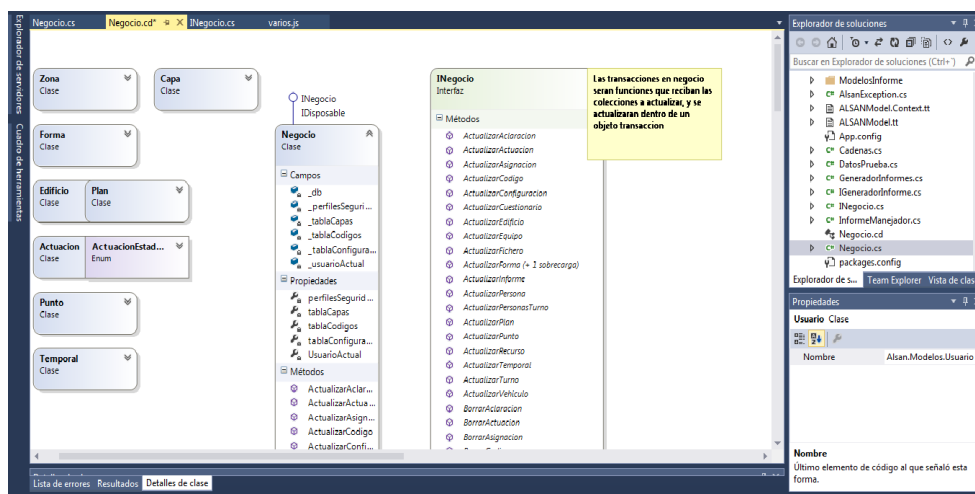 Negocio.cs
Negocio.cd*
INegocio.cs
varios.js
Explorador de servidores
Cuadro de herramientas
Zona
Clase
Capa
Clase
Forma
Clase
Edificio
Clase
Plan
Clase
Actuacion
Clase
ActuacionEstad...
Enum
Punto
Clase
Temporal
Clase
INegocio
IDisposable
Negocio
Clase
Campos
_db
_perfilesSeguri...
_tablaCapas
_tablaCodigos
_tablaConfigura...
_usuarioActual
Propiedades
perfilesSegurid...
tablaCapas
tablaCodigos
tablaConfigura...
UsuarioActual
Métodos
ActualizarAclar...
ActualizarActua...
ActualizarAsign...
ActualizarCodigo
ActualizarConfi...
INegocio
Interfaz
Métodos
ActualizarAclaracion
ActualizarActuacion
ActualizarAsignacion
ActualizarCodigo
ActualizarConfiguracion
ActualizarCuestionario
ActualizarEdificio
ActualizarEquipo
ActualizarFichero
ActualizarForma (+ 1 sobrecarga)
ActualizarInforme
ActualizarPersona
ActualizarPersonasTurno
ActualizarPlan
ActualizarPunto
ActualizarRecurso
ActualizarTemporal
ActualizarTurno
ActualizarVehiculo
BorrarAclaracion
BorrarActuacion
BorrarAsignacion
Las transacciones en negocio
seran funciones que reciban las
colecciones a actualizar, y se
actualizaran dentro de un
objeto transaccion
Lista de errores
Resultados
Detalles de clase
Explorador de soluciones
Buscar en Explorador de soluciones (Ctrl+´)
ModelosInforme
C# AlsanException.cs
ALSANModel.Context.tt
ALSANModel.tt
App.config
C# Cadenas.cs
C# DatosPrueba.cs
C# GeneradorInformes.cs
C# IGeneradorInforme.cs
C# INegocio.cs
C# InformeManejador.cs
Negocio.cd
C# Negocio.cs
packages.config
Explorador de s...
Team Explorer
Vista de clas
Propiedades
Usuario Clase
Nombre
Alsan.Modelos.Usuario
Nombre
Último elemento de código al que señaló esta
forma.